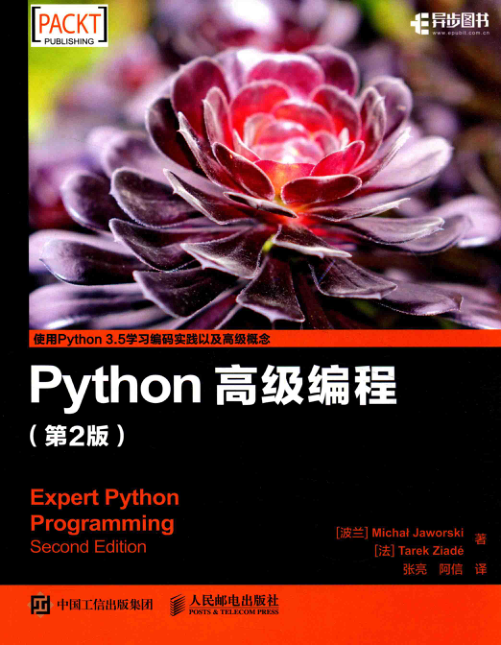 PACKT
PUBLISHING
异步图书
www.epubit.com.cn
使用Python 3.5学习编码实践以及高级概念
Python 高级编程
（第2版）
Expert Python
Programming
Second Edition
[波兰] Michał Jaworski
[法] Tarek Ziadé
著
张亮 阿信 译
中国工信出版集团
人民邮电出版社
POSTS & TELECOM PRESS